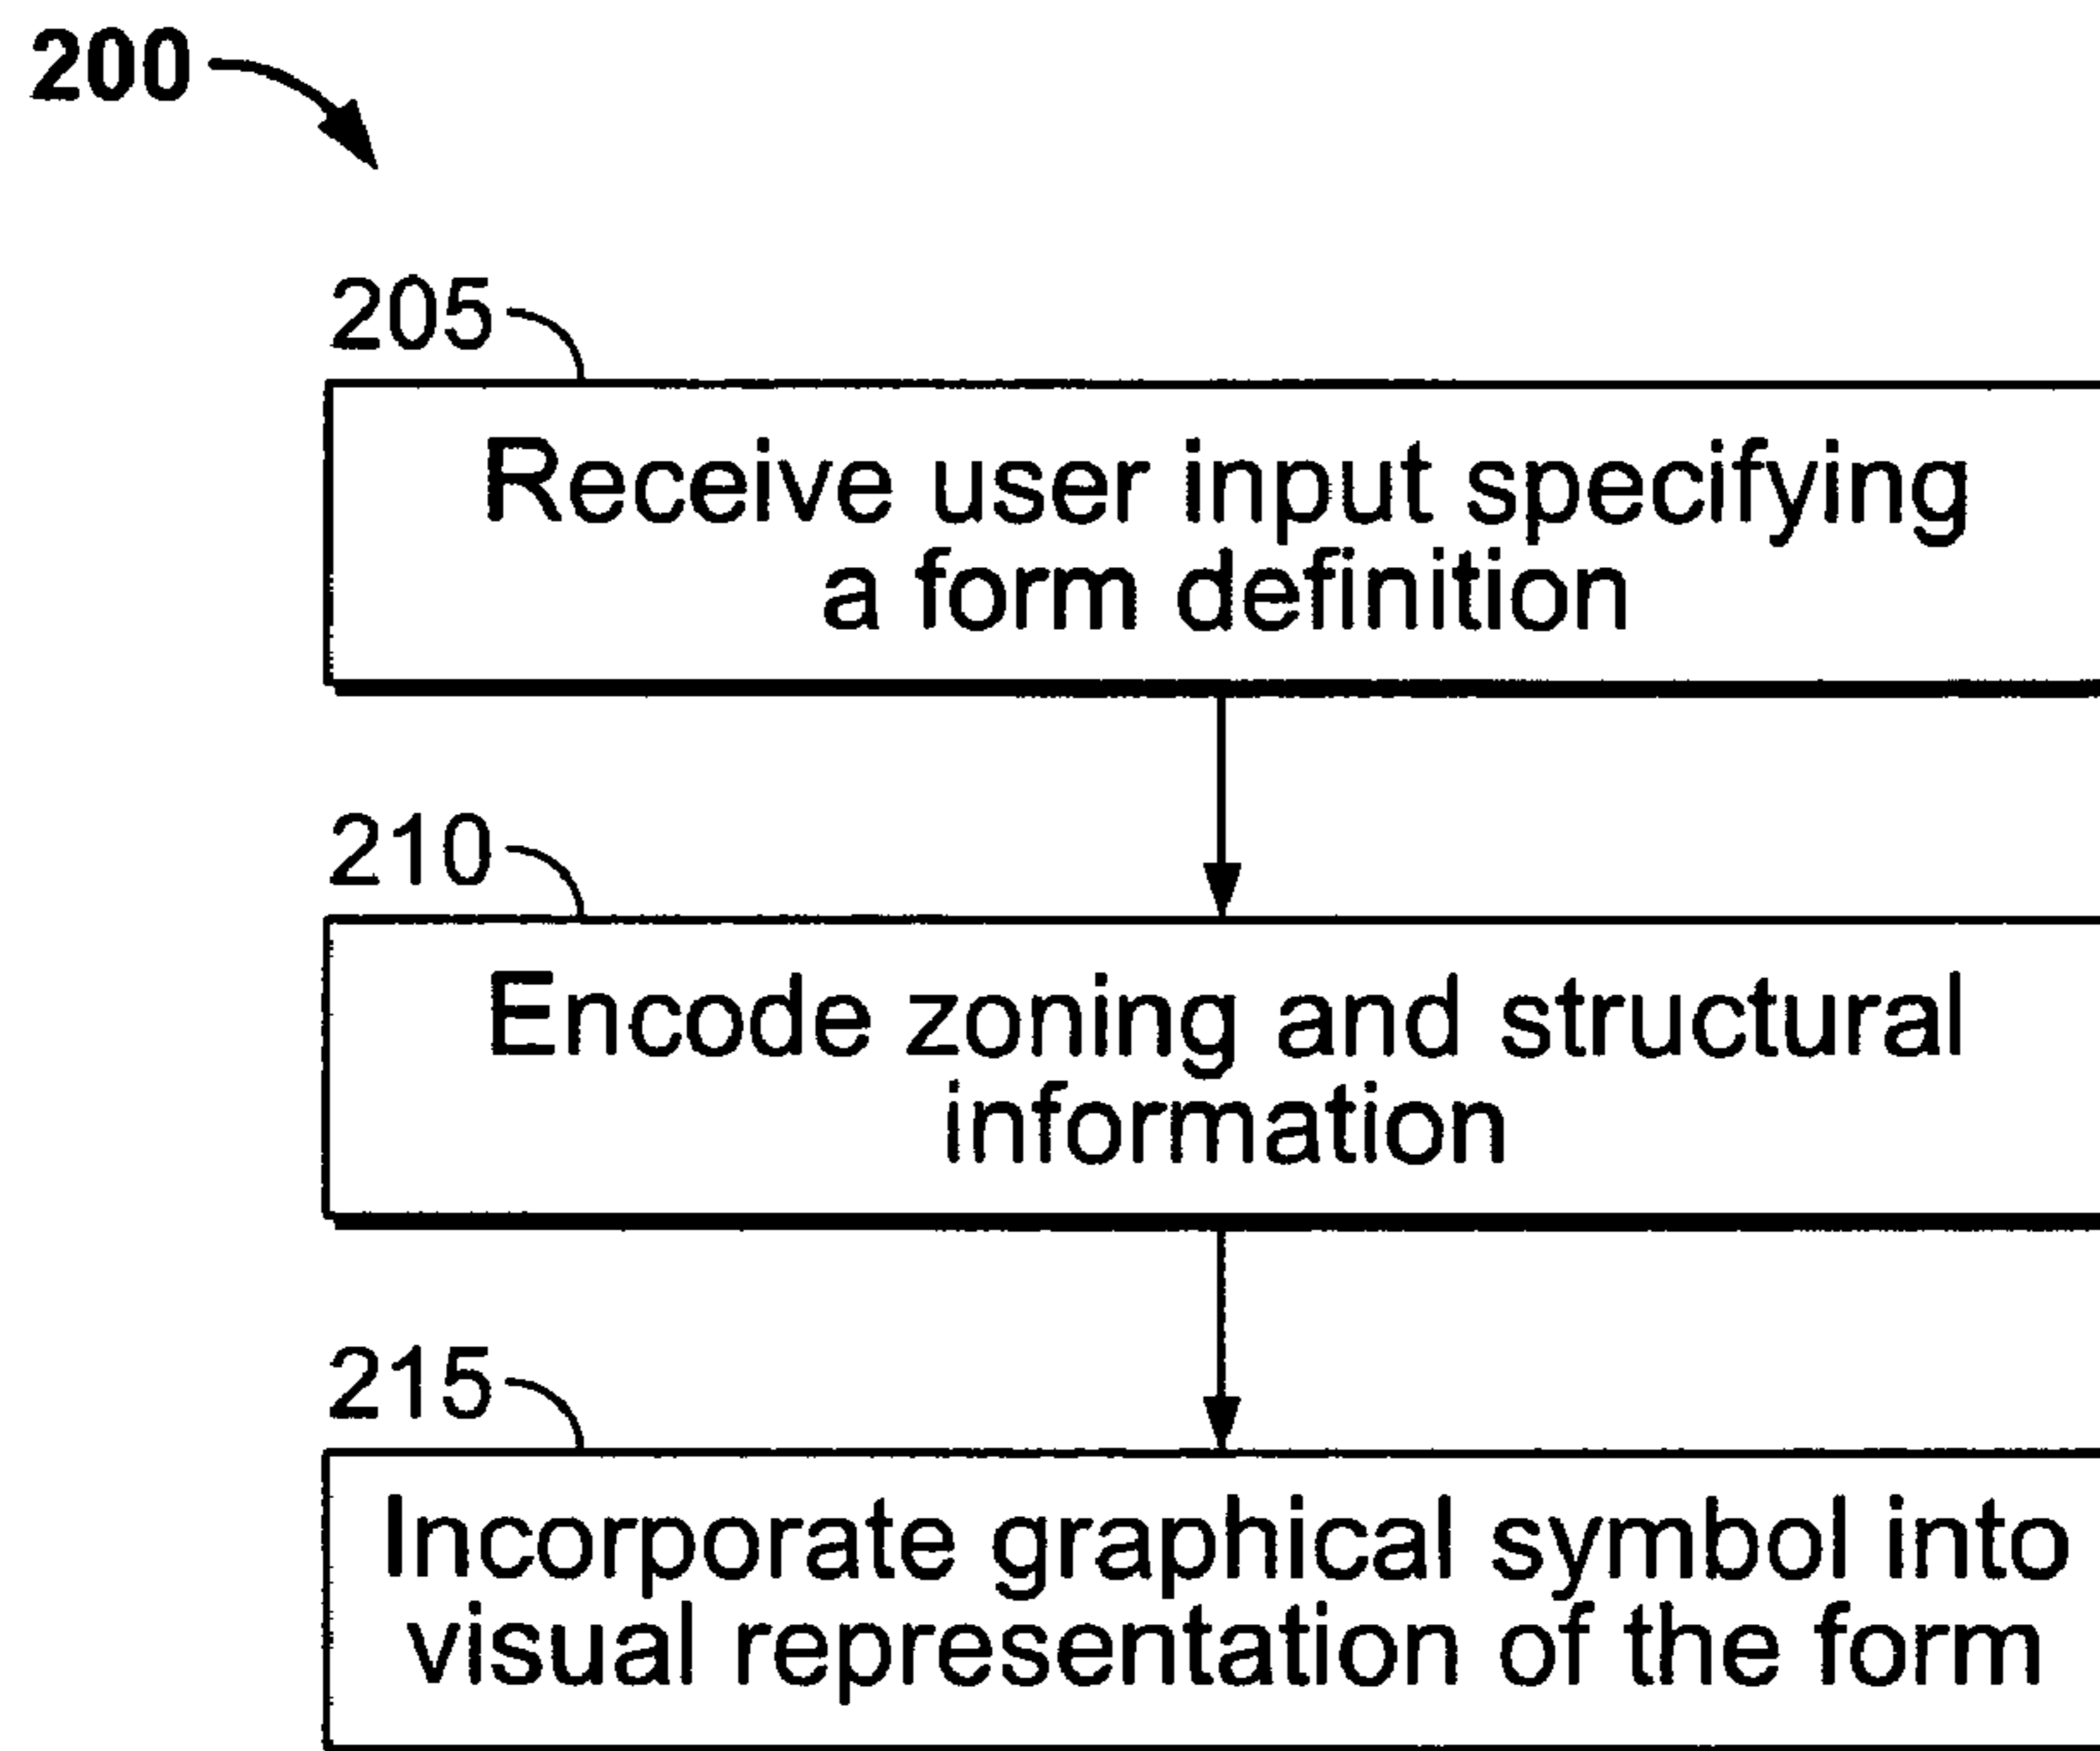 200
205
Receive user input specifying
a form definition
210
Encode zoning and structural
information
215
Incorporate graphical symbol into
visual representation of the form